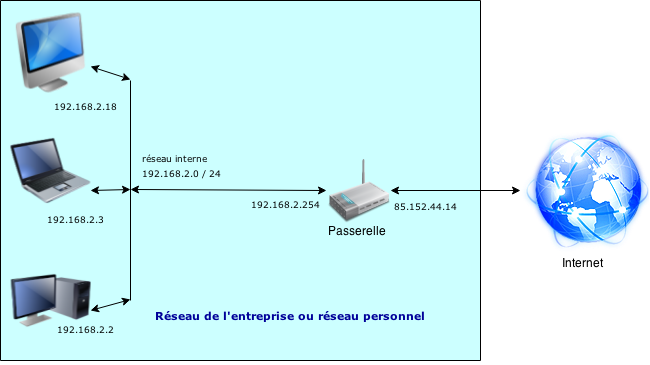 192.168.2.18
réseau interne
192.168.2.0 / 24
192.168.2.3
192.168.2.254
85.152.44.14
Passerelle
Internet
Réseau de l'entreprise ou réseau personnel
192.168.2.2